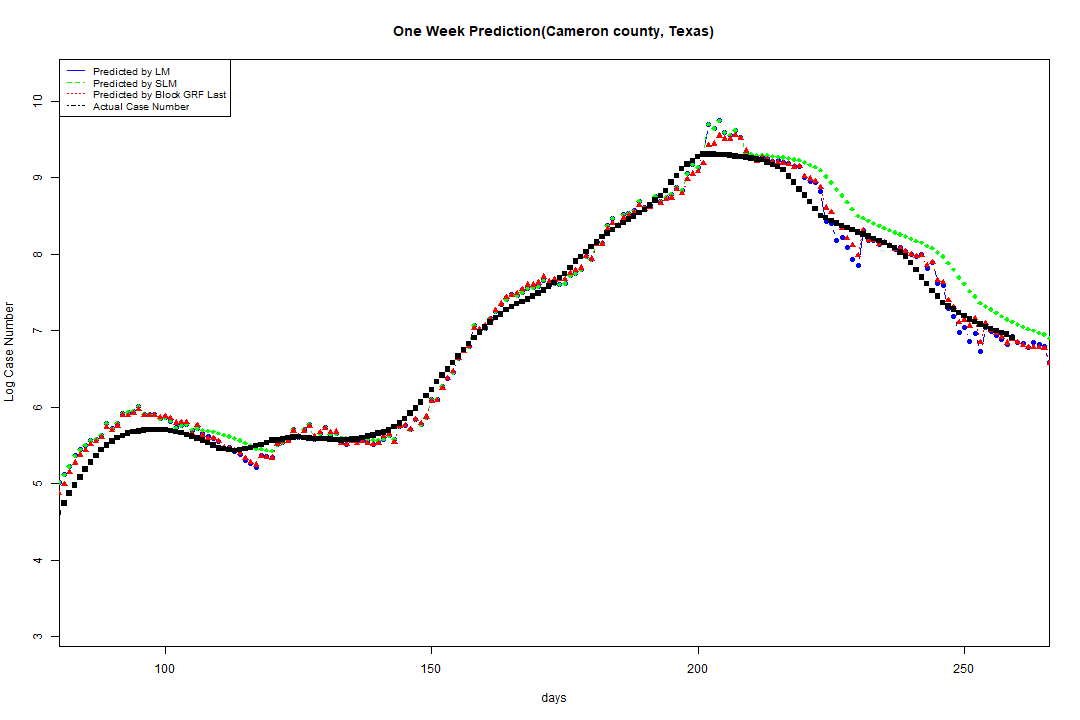 One Week Prediction(Cameron county, Texas)
Predicted by LM
Predicted by SLM
Predicted by Block GRF Last
Actual Case Number
10
9
8
7
6
5
4
3
Log Case Number
100 150 200 250
days